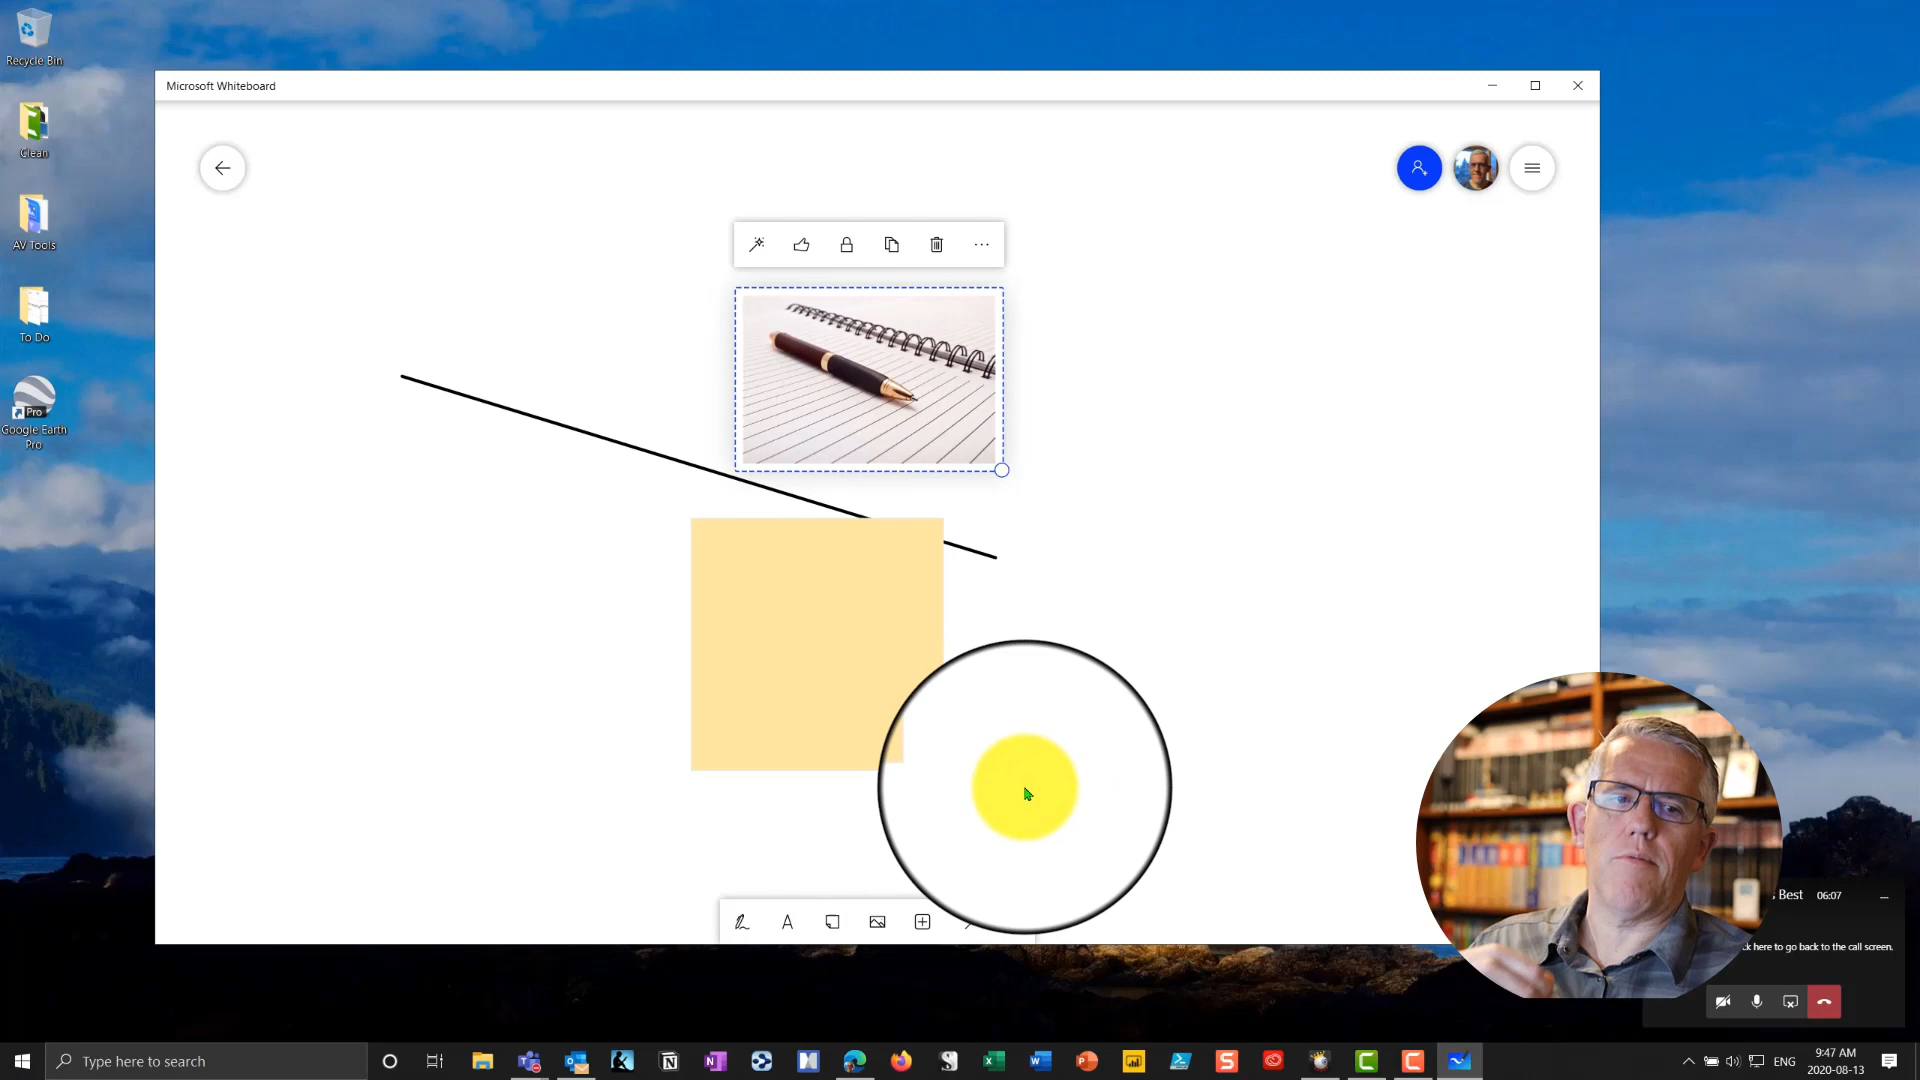 Recycle Bin
Clean
AV Tools
To Do
Pro
Google Earth
Pro
Microsoft Whiteboard
Best
06:07
here to go back to the call screen.
Type here to search
ENG
9:47 AM
2020-08-13